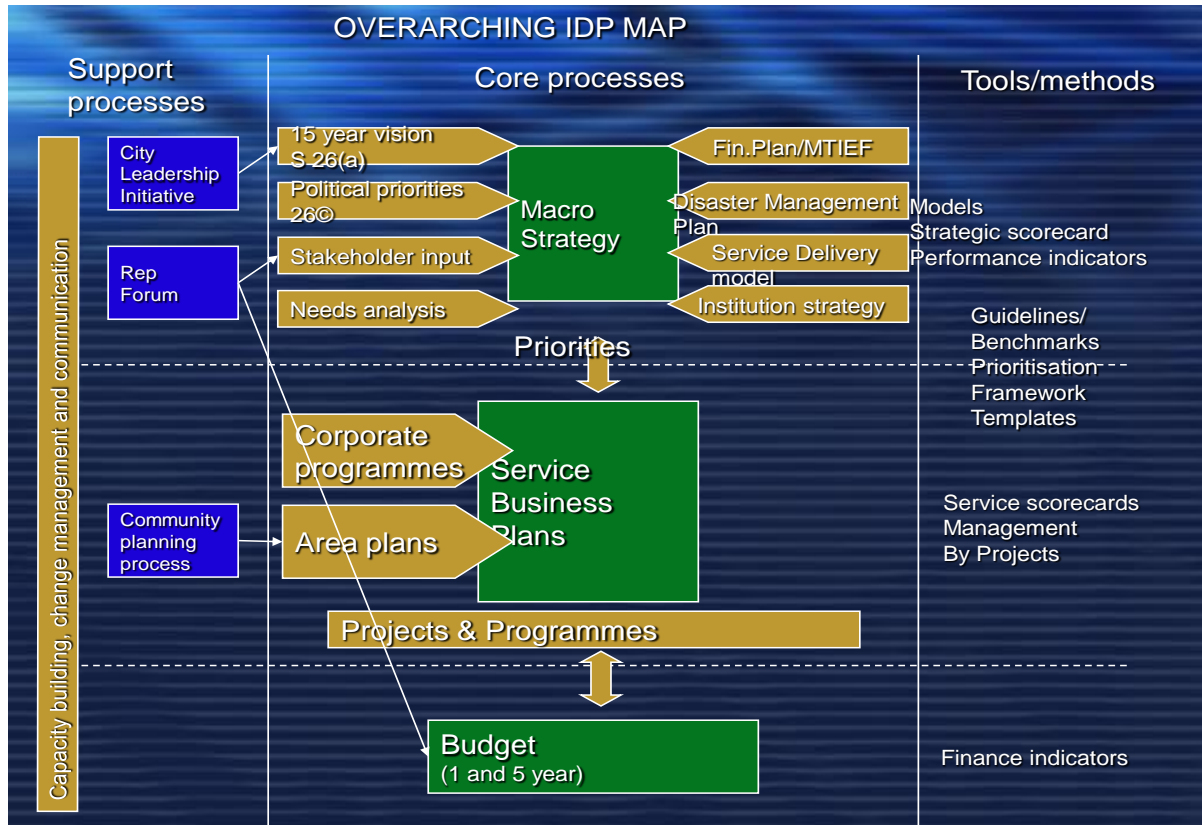 OVERARCHING IDP MAP
Support
processes
Core processes
Tools/methods
Capacity building, change management and communication
City
Leadership
Initiative
Rep
Forum
15 year vision
S 26(a)
Political priorities
26©
Stakeholder input
Needs analysis
Macro
Strategy
Fin.Plan/MTIEF
Disaster Management
Plan
Service Delivery
model
Institution strategy
Models
Strategic scorecard
Performance indicators
Priorities
Guidelines/
Benchmarks
Prioritisation
Framework
Templates
Community
planning
process
Corporate
programmes
Area plans
Service
Business
Plans
Service scorecards
Management
By Projects
Projects & Programmes
Budget
(1 and 5 year)
Finance indicators